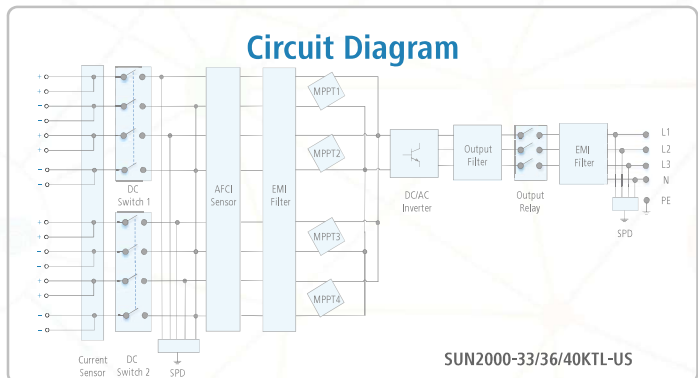 Circuit Diagram
+
+
-
-
+
+
-
-
+
+
-
-
+
+
-
-
Current
Sensor
DC
Switch 1
DC
Switch 2
SPD
AFCI
Sensor
EMI
Filter
MPPT1
MPPT2
MPPT3
MPPT4
DC/AC
Inverter
Output
Filter
Output
Relay
EMI
Filter
L1
L2
L3
N
PE
SPD
SUN2000-33/36/40KTL-US